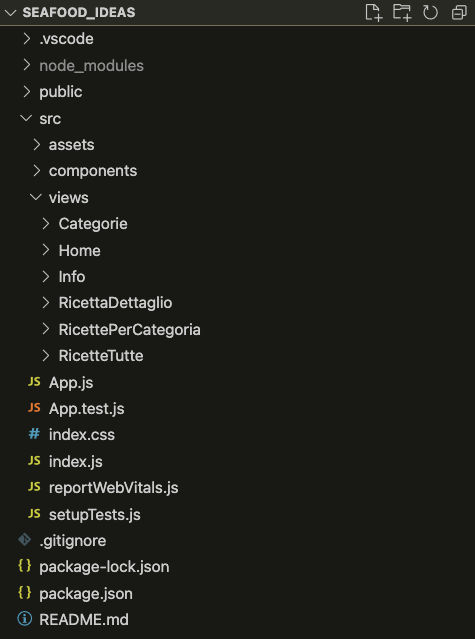 SEAFOOD_IDEAS
.vscode
node_modules
public
src
assets
components
views
Categorie
Home
Info
RicettaDettaglio
RicettePerCategoria
RicetteTutte
JS App.js
JS App.test.js
# index.css
JS index.js
JS reportWebVitals.js
JS setupTests.js
.gitignore
{} package-lock.json
{} package.json
README.md